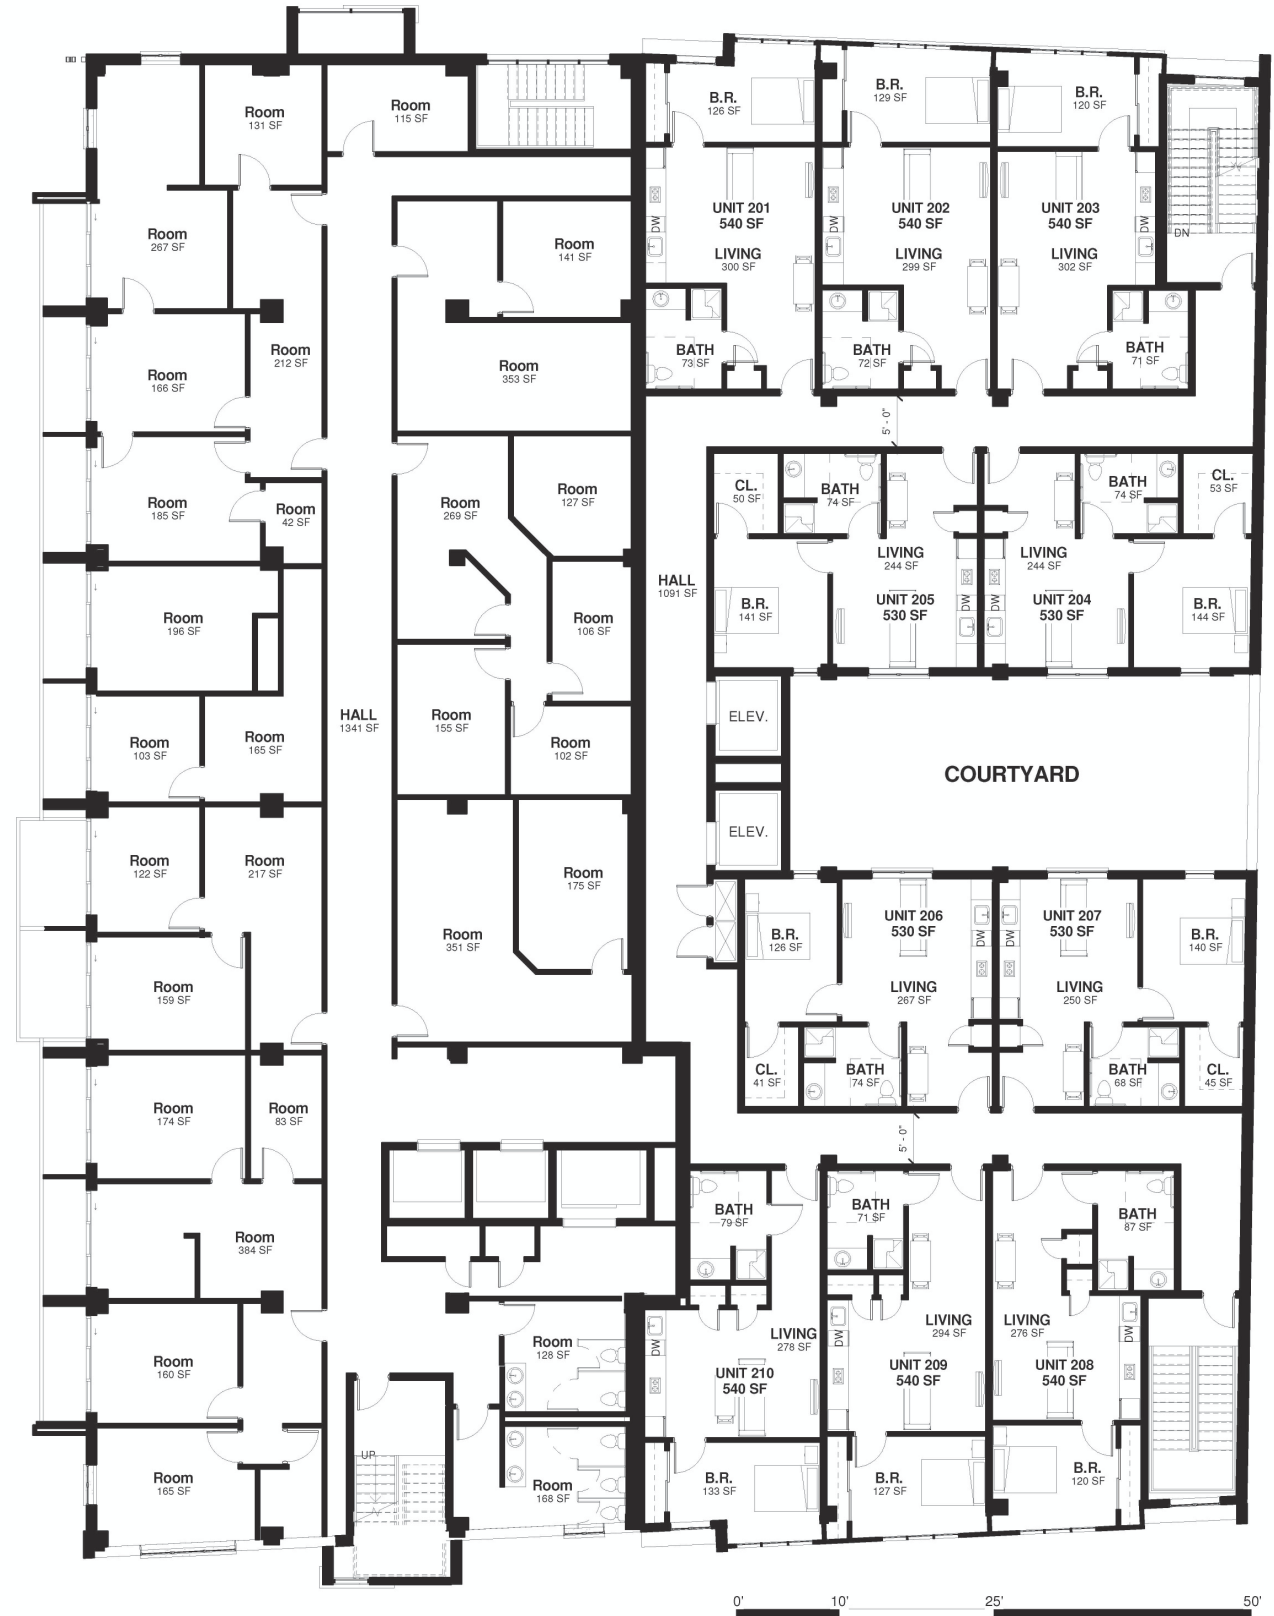 Room
131 SF
Room
115 SF
B.R.
126 SF
B.R.
129 SF
B.R.
120 SF
Room
267 SF
Room
141 SF
UNIT 201
540 SF
LIVING
300 SF
DW
UNIT 202
540 SF
LIVING
299 SF
DW
UNIT 203
540 SF
LIVING
302 SF
DW
DN
Room
166 SF
Room
212 SF
Room
353 SF
BATH
73 SF
BATH
72 SF
BATH
71 SF
5' - 0"
Room
185 SF
Room
42 SF
Room
269 SF
Room
127 SF
CL.
50 SF
BATH
74 SF
BATH
74 SF
CL.
53 SF
LIVING
244 SF
LIVING
244 SF
HALL
1091 SF
B.R.
141 SF
UNIT 205
530 SF
DW
DW
UNIT 204
530 SF
B.R.
144 SF
Room
196 SF
Room
106 SF
Room
103 SF
Room
165 SF
HALL
1341 SF
Room
155 SF
Room
102 SF
ELEV.
COURTYARD
ELEV.
Room
122 SF
Room
217 SF
Room
175 SF
Room
351 SF
B.R.
126 SF
UNIT 206
530 SF
DW
DW
UNIT 207
530 SF
B.R.
140 SF
Room
159 SF
LIVING
267 SF
LIVING
250 SF
CL.
41 SF
BATH
74 SF
BATH
68 SF
CL.
45 SF
Room
174 SF
Room
83 SF
5' - 0"
BATH
79 SF
BATH
71 SF
BATH
87 SF
Room
384 SF
Room
160 SF
Room
128 SF
DW
LIVING
278 SF
UNIT 210
540 SF
DW
LIVING
294 SF
UNIT 209
540 SF
LIVING
276 SF
UNIT 208
540 SF
DW
UP
Room
165 SF
Room
168 SF
B.R.
133 SF
B.R.
127 SF
B.R.
120 SF
0' 10' 25' 50'